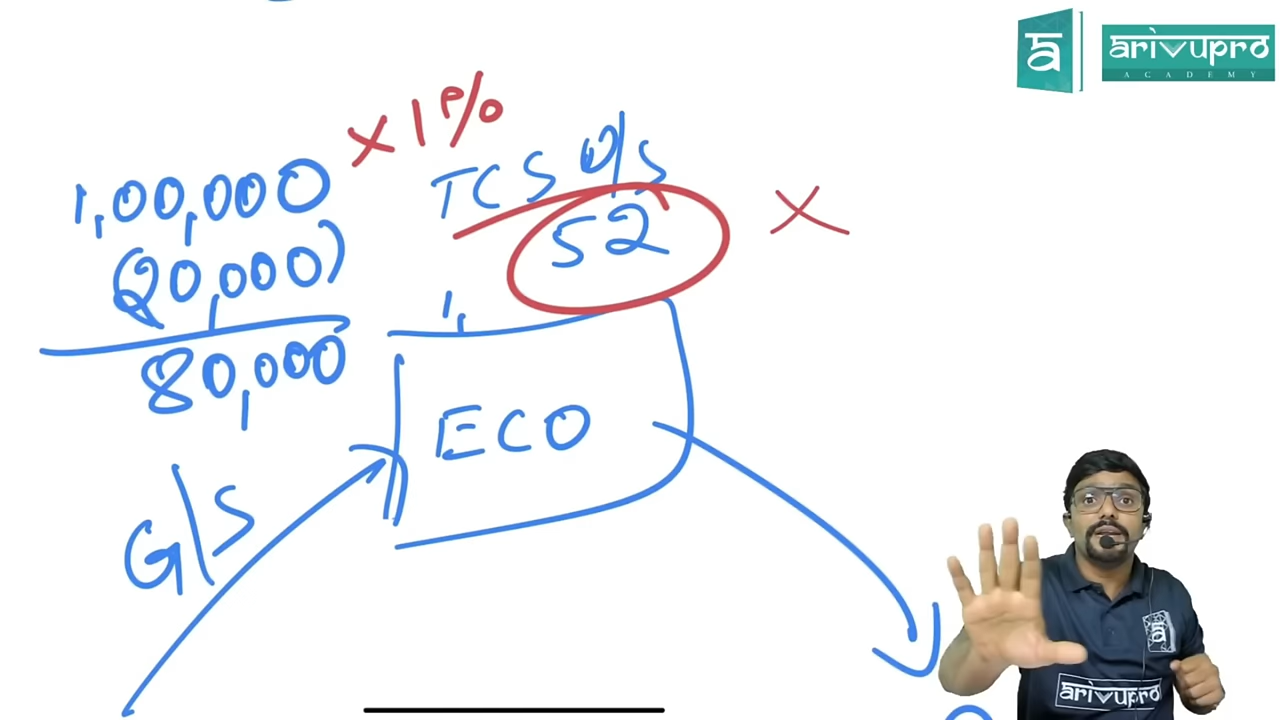 ā arivupro
ACADEMY
x 1%
1,00,000
TCS U/S
52
(20,000)
80,000
ECO
G/S
arivupro